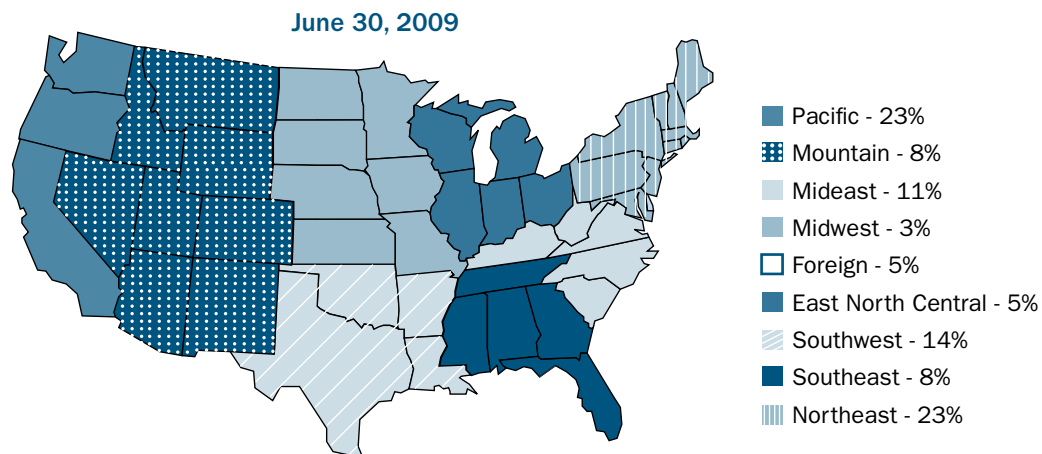 June 30, 2009
Pacific - 23%
Mountain - 8%
Mideast - 11%
Midwest - 3%
Foreign - 5%
East North Central - 5%
Southwest - 14%
Southeast - 8%
Northeast - 23%